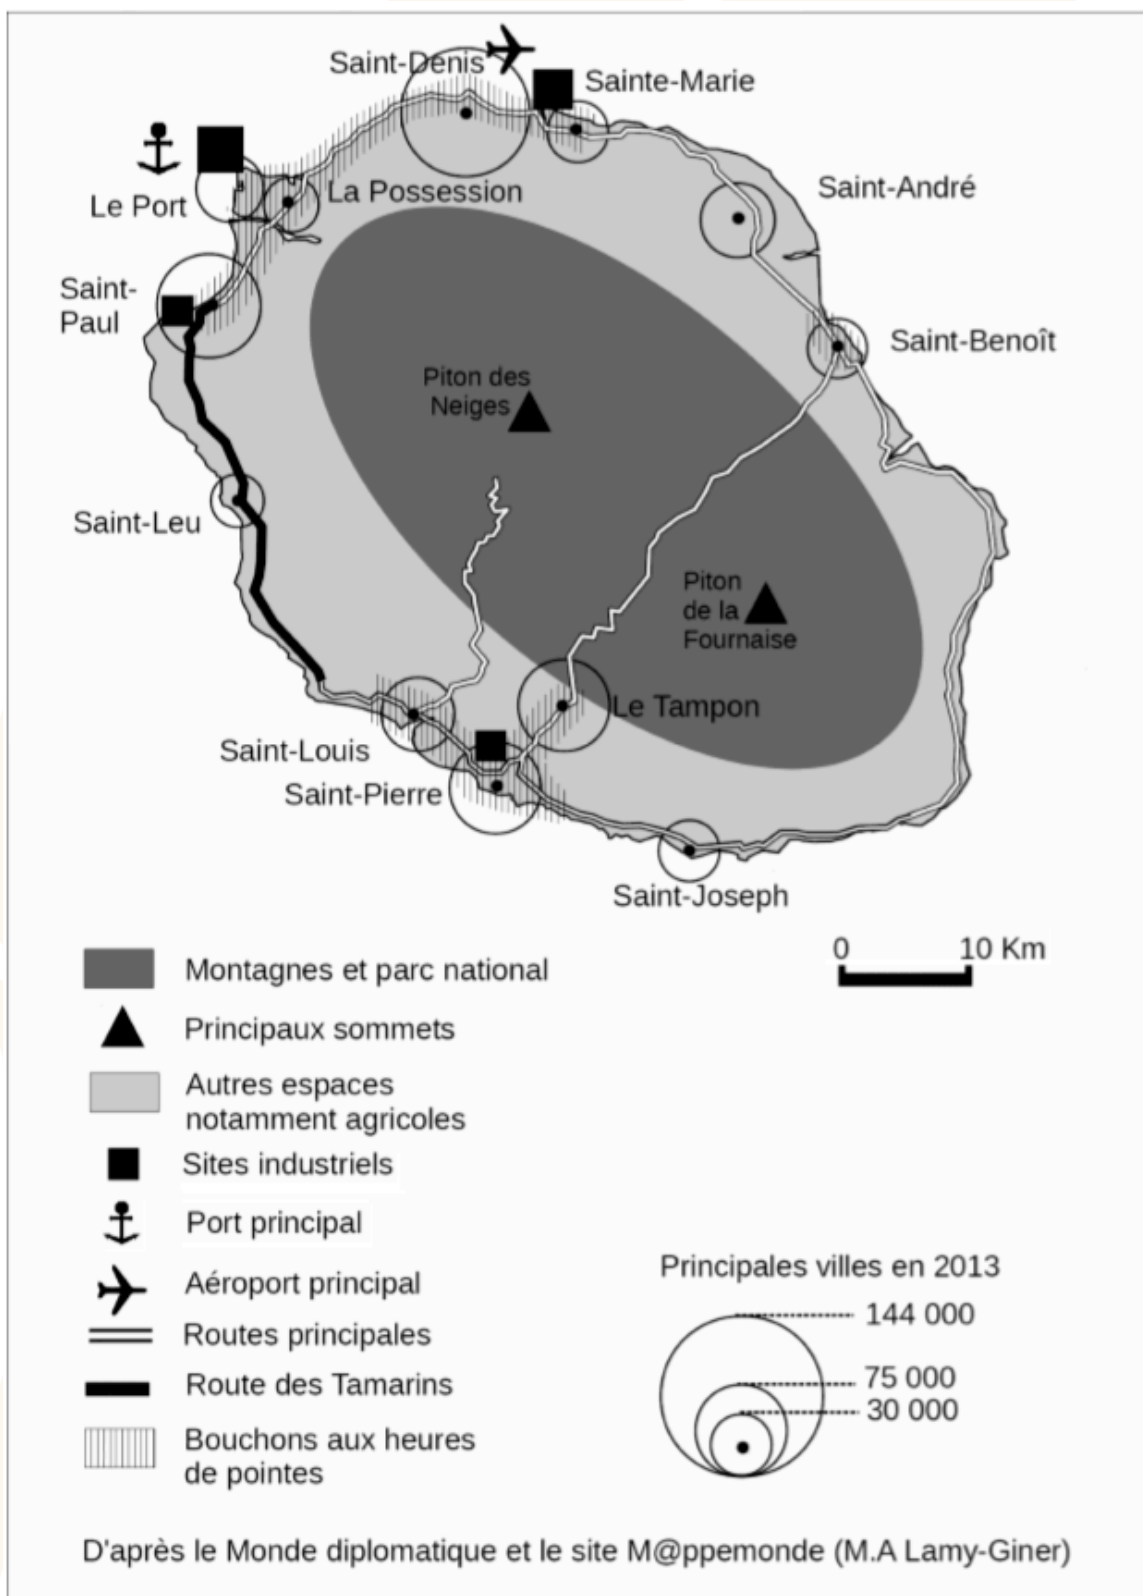 Saint-Denis
Sainte-Marie
Le Port
La Possession
Saint-André
Saint-
Paul
Saint-Benoît
Piton des
Neiges
Saint-Leu
Piton
de la
Fournaise
Le Tampon
Saint-Louis
Saint-Pierre
Saint-Joseph
0 10 Km
Montagnes et parc national
Principaux sommets
Autres espaces
notamment agricoles
Sites industriels
Port principal
Aéroport principal
Routes principales
Route des Tamarins
Bouchons aux heures
de pointes
Principales villes en 2013
144 000
75 000
30 000
D'après le Monde diplomatique et le site M@ppemonde (M.A Lamy-Giner)